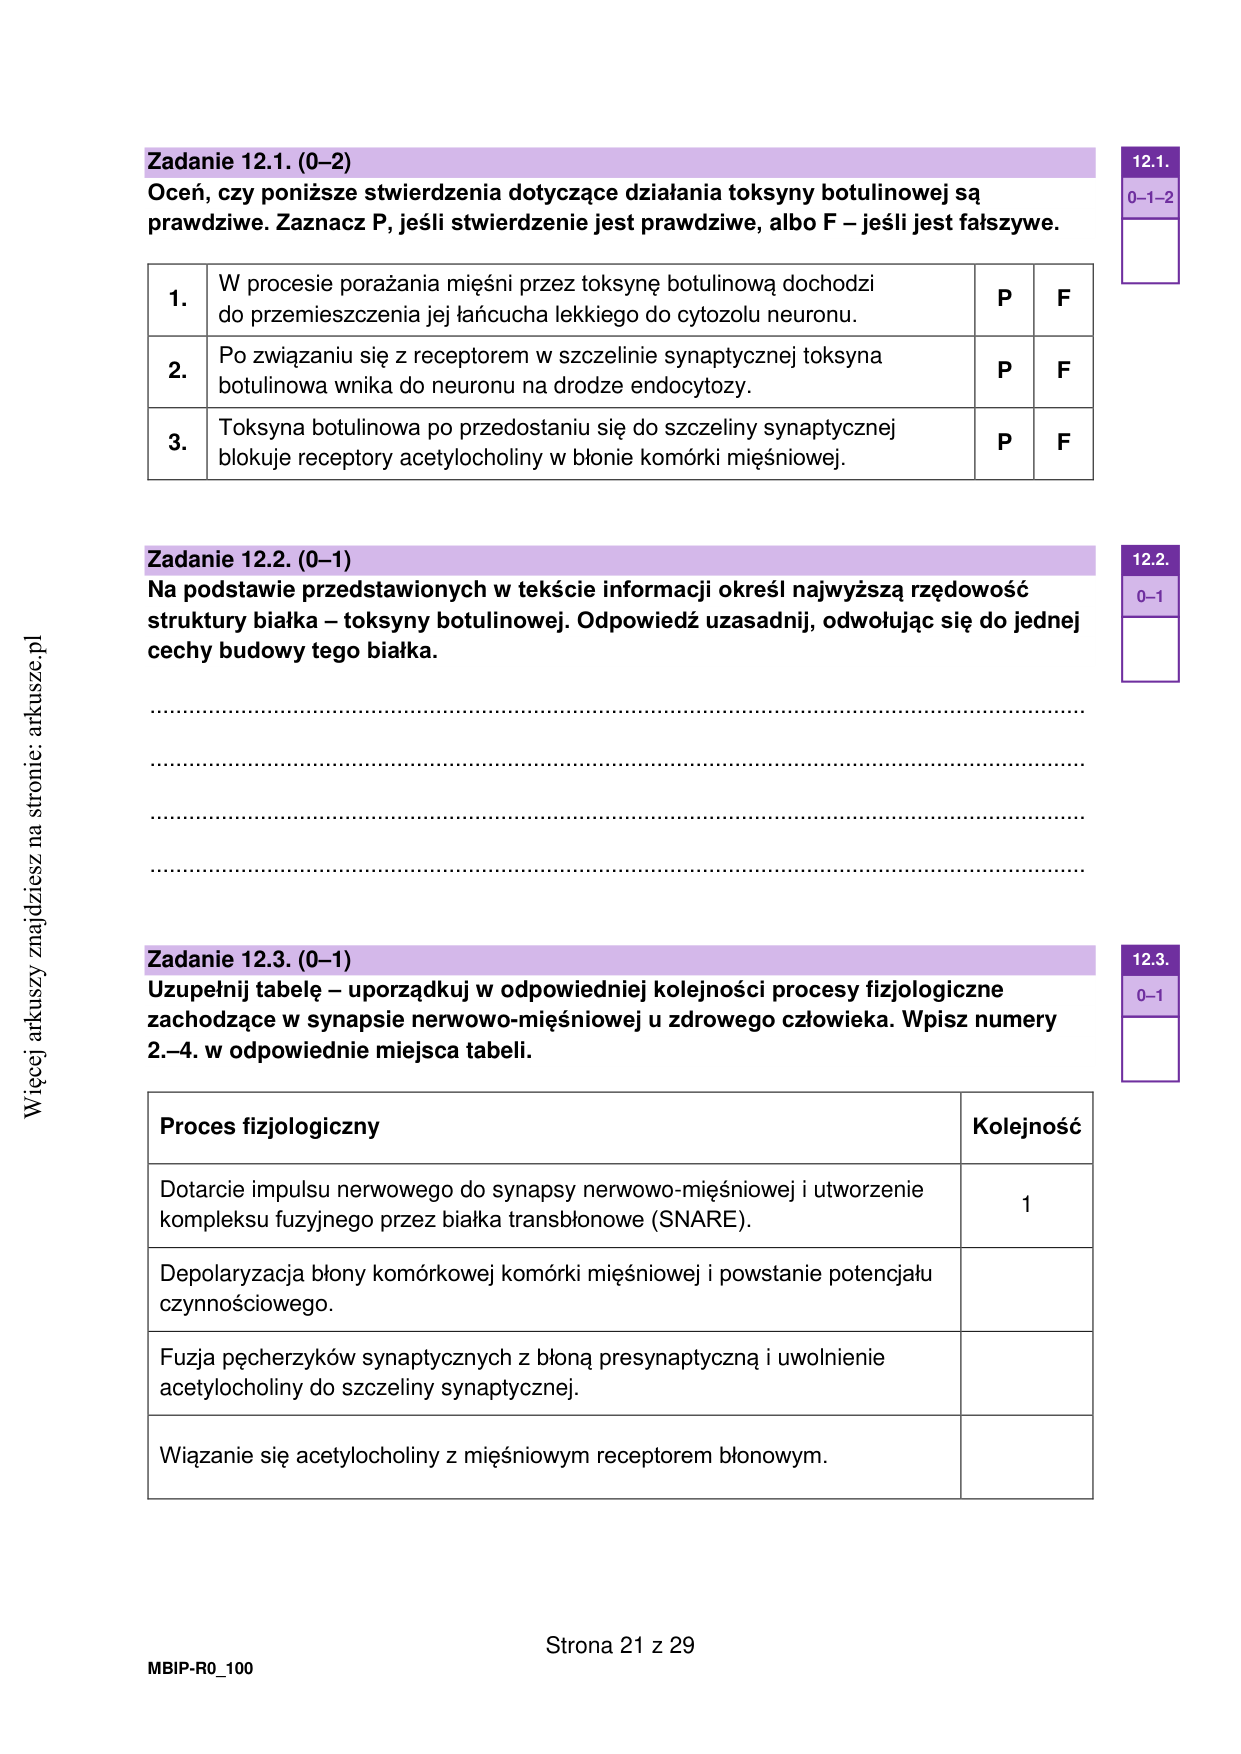 Zadanie 12.1. (0–2)
Oceń, czy poniższe stwierdzenia dotyczące działania toksyny botulinowej są
prawdziwe. Zaznacz P, jeśli stwierdzenie jest prawdziwe, albo F – jeśli jest fałszywe.
12.1.
0–1–2
1. W procesie porażania mięśni przez toksynę botulinową dochodzi
do przemieszczenia jej łańcucha lekkiego do cytozolu neuronu. P F
2. Po związaniu się z receptorem w szczelinie synaptycznej toksyna
botulinowa wnika do neuronu na drodze endocytozy. P F
3. Toksyna botulinowa po przedostaniu się do szczeliny synaptycznej
blokuje receptory acetylocholiny w błonie komórki mięśniowej. P F
Zadanie 12.2. (0–1)
Na podstawie przedstawionych w tekście informacji określ najwyższą rzędowość
struktury białka – toksyny botulinowej. Odpowiedź uzasadnij, odwołując się do jednej
cechy budowy tego białka.
12.2.
0–1
Zadanie 12.3. (0–1)
Uzupełnij tabelę – uporządkuj w odpowiedniej kolejności procesy fizjologiczne
zachodzące w synapsie nerwowo-mięśniowej u zdrowego człowieka. Wpisz numery
2.–4. w odpowiednie miejsca tabeli.
12.3.
0–1
Proces fizjologiczny Kolejność
Dotarcie impulsu nerwowego do synapsy nerwowo-mięśniowej i utworzenie
kompleksu fuzyjnego przez białka transbłonowe (SNARE). 1
Depolaryzacja błony komórkowej komórki mięśniowej i powstanie potencjału
czynnościowego.
Fuzja pęcherzyków synaptycznych z błoną presynaptyczną i uwolnienie
acetylocholiny do szczeliny synaptycznej.
Wiązanie się acetylocholiny z mięśniowym receptorem błonowym.
Strona 21 z 29
MBIP-R0_100
Więcej arkuszy znajdziesz na stronie: arkusze.pl